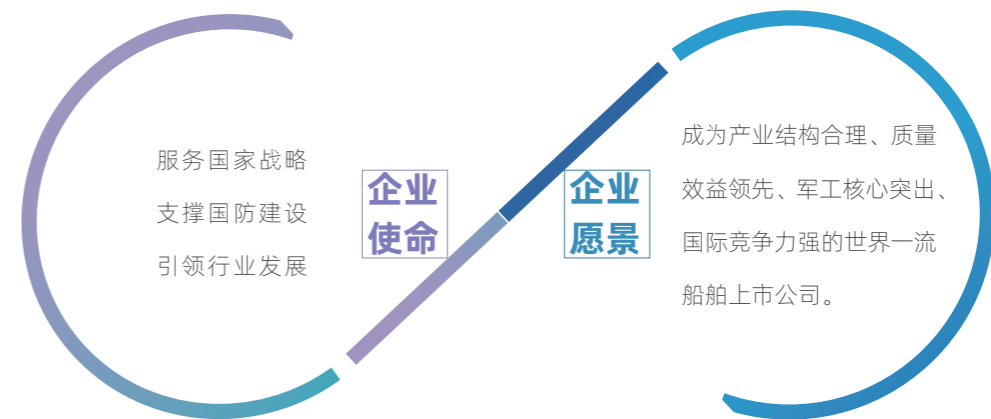 服务国家战略
支撑国防建设
引领行业发展
企业
使命
企业
愿景
成为产业结构合理、质量
效益领先、军工核心突出、
国际竞争力强的世界一流
船舶上市公司。